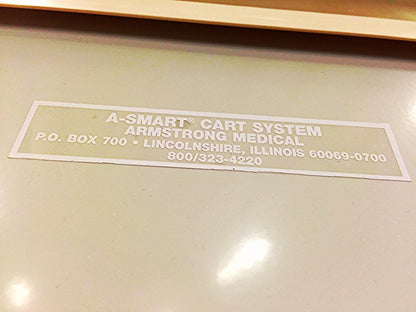 A-SMART® CART SYSTEM
ARMSTRONG MEDICAL
P.O. BOX 700 • LINCOLNSHIRE, ILLINOIS 60069-0700
800/323-4220